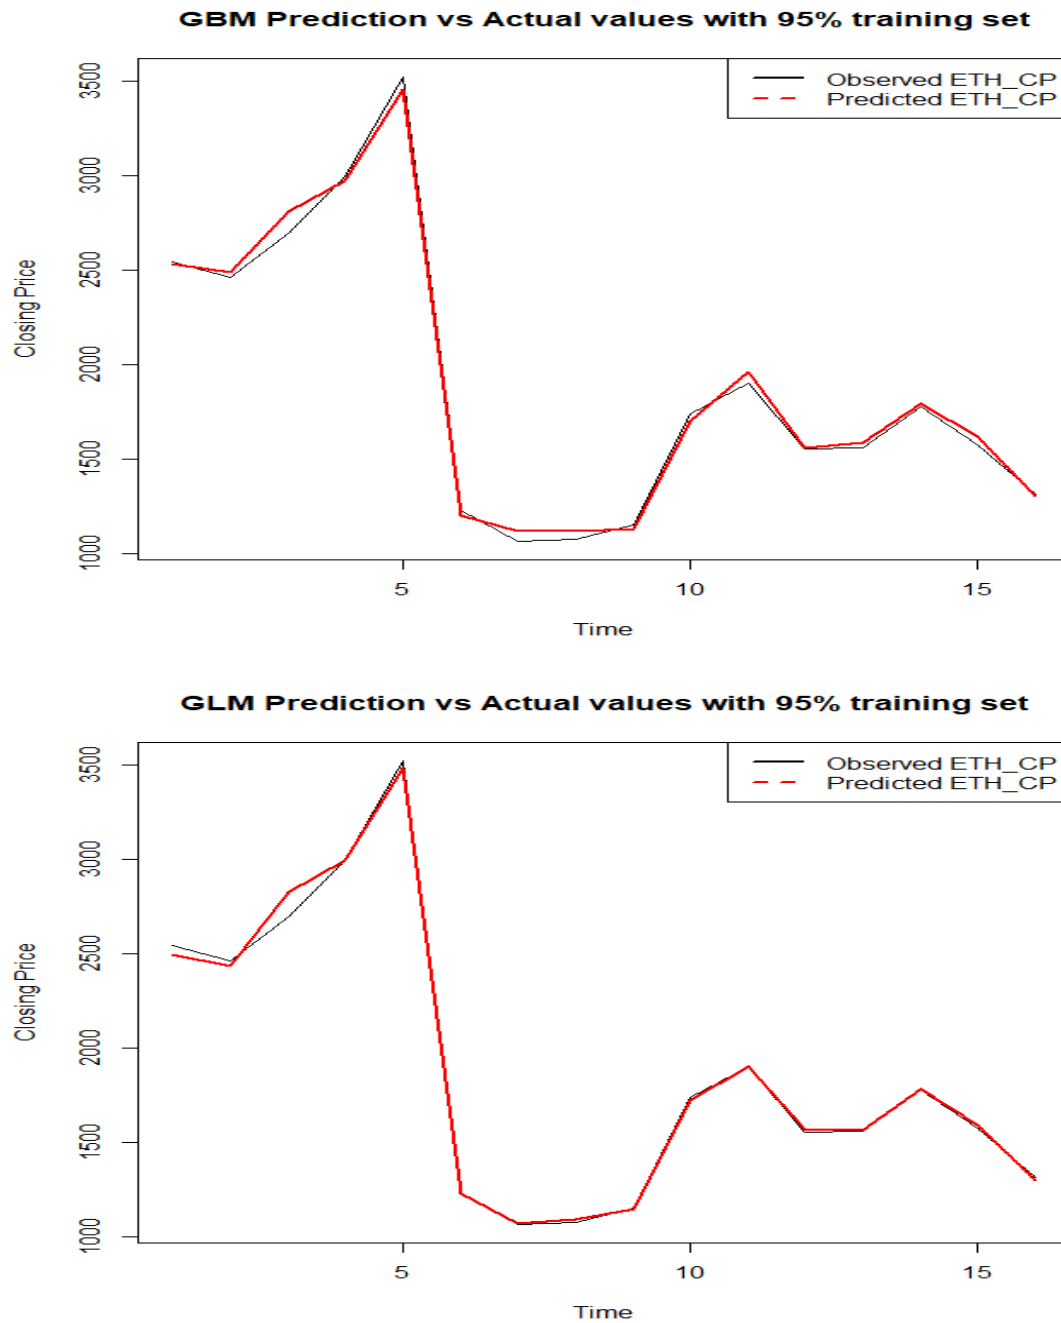 GBM Prediction vs Actual values with 95% training set
Observed ETH_CP
Predicted ETH_CP
3500
3000
2500
2000
1500
1000
Closing Price
5
10
15
Time
GLM Prediction vs Actual values with 95% training set
Observed ETH_CP
Predicted ETH_CP
3500
3000
2500
2000
1500
1000
Closing Price
5
10
15
Time